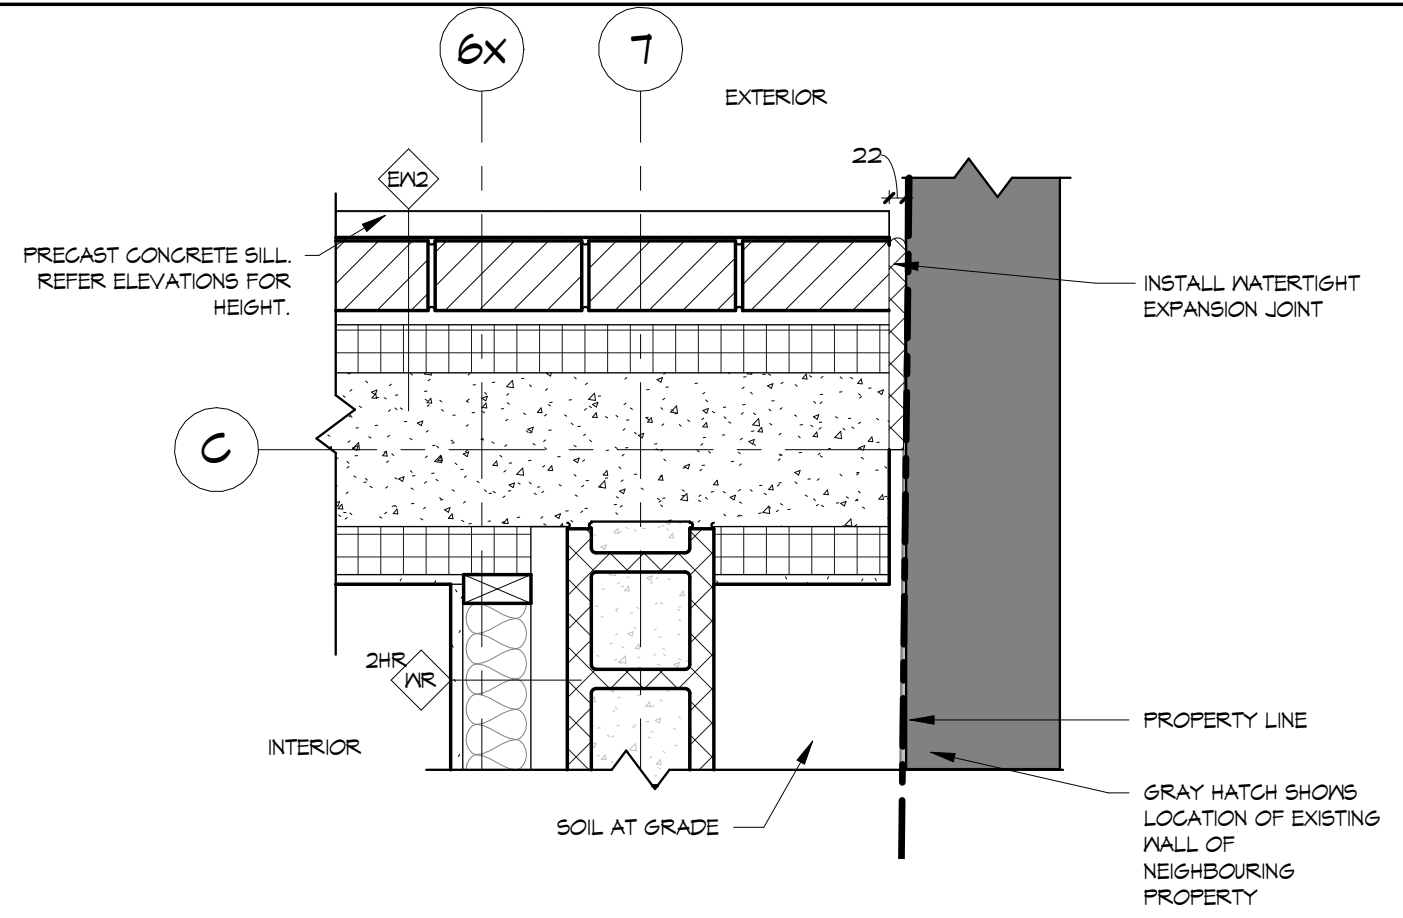 6X
7
EXTERIOR
22
EW2
PRECAST CONCRETE SILL.
REFER ELEVATIONS FOR
HEIGHT.
INSTALL WATERTIGHT
EXPANSION JOINT
C
2HR
WR
INTERIOR
PROPERTY LINE
SOIL AT GRADE
GRAY HATCH SHOWS
LOCATION OF EXISTING
WALL OF
NEIGHBOURING
PROPERTY